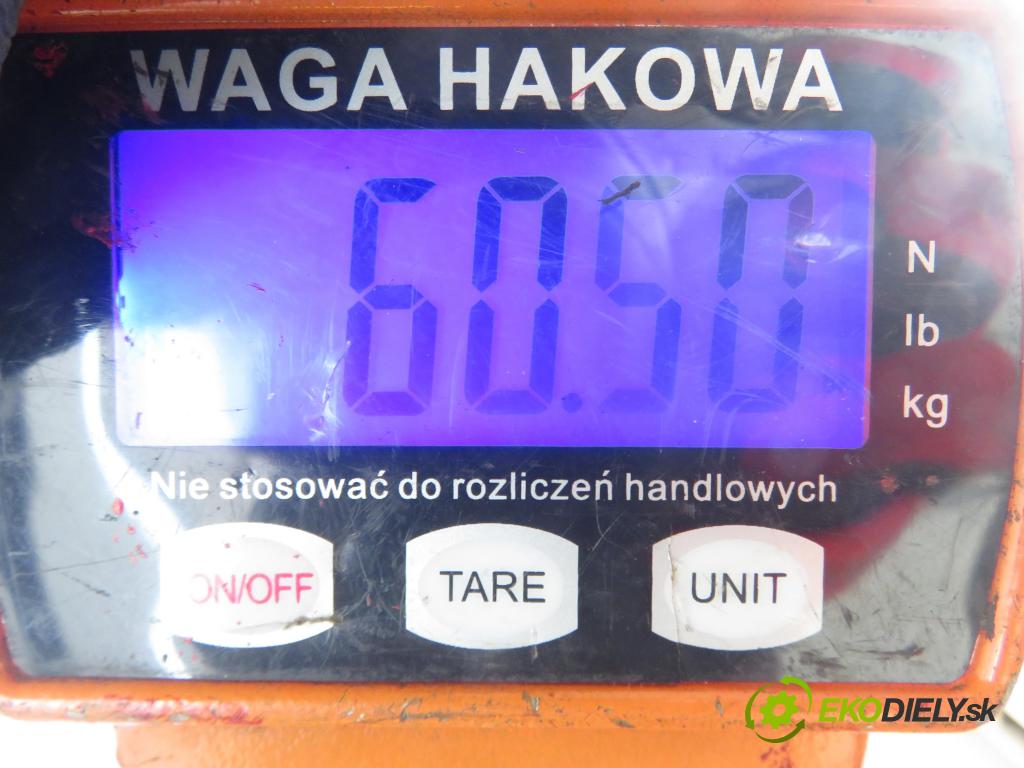 WAGA HAKOWA
60.50
N
lb
kg
Nie stosować do rozliczeń handlowych
ON/OFF TARE UNIT
EKODIELY.sk